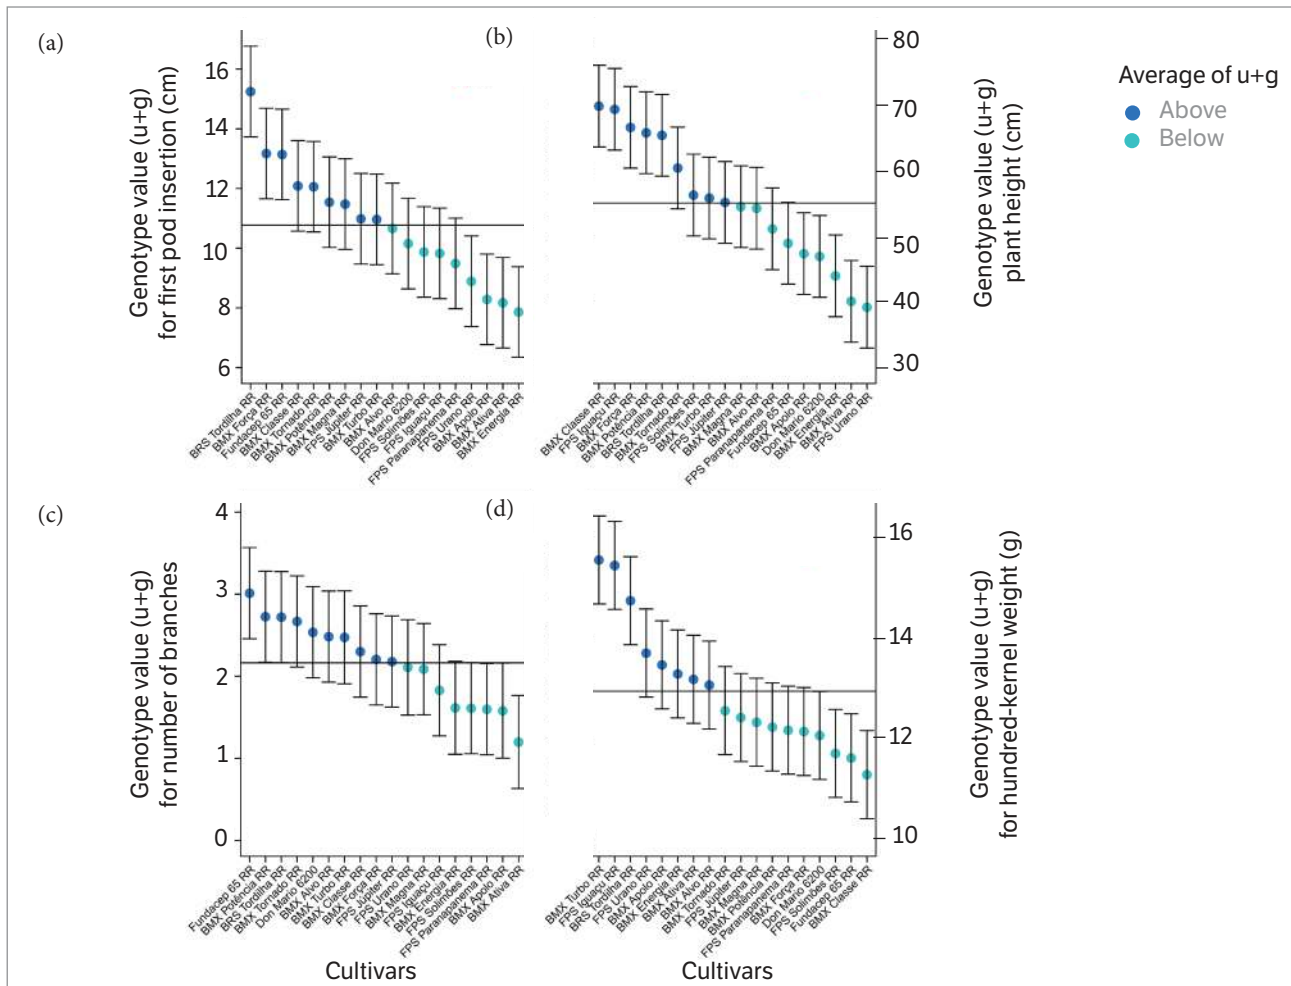 (a)
Genotype value (u+g)
for first pod insertion (cm)
16
14
12
10
8
6
BRS Tordilha RR
BMX Força RR
Fundacep 65 RR
BMX Classe RR
BMX Tornado RR
BMX Potência RR
BMX Magna RR
FPS Júpiter RR
BMX Turbo RR
BMX Alvo RR
Don Mario 6200
FPS Solimões RR
FPS Iguaçu RR
FPS Paranapanema RR
FPS Urano RR
BMX Apolo RR
BMX Ativa RR
BMX Energia RR
(b)
80
70
60
50
40
30
Genotype value (u+g)
plant height (cm)
BMX Classe RR
FPS Iguaçu RR
BMX Força RR
BMX Potência RR
BRS Tordilha RR
BMX Tornado RR
FPS Solimões RR
BMX Turbo RR
FPS Júpiter RR
BMX Magna RR
BMX Alvo RR
FPS Paranapanema RR
Fundacep 65 RR
BMX Apolo RR
Don Mario 6200
BMX Energia RR
BMX Ativa RR
FPS Urano RR
Average of u+g
Above
Below
(c)
Genotype value (u+g)
for number of branches
4
3
2
1
0
Fundacep 65 RR
BMX Potência RR
BRS Tordilha RR
BMX Tornado RR
Don Mario 6200
BMX Alvo RR
BMX Turbo RR
BMX Classe RR
BMX Força RR
FPS Júpiter RR
FPS Urano RR
BMX Magna RR
FPS Iguaçu RR
BMX Energia RR
FPS Solimões RR
FPS Paranapanema RR
BMX Apolo RR
BMX Ativa RR
Cultivars
(d)
16
14
12
10
Genotype value (u+g)
for hundred-kernel weight (g)
BMX Turbo RR
FPS Iguaçu RR
BRS Tordilha RR
FPS Urano RR
BMX Apolo RR
BMX Energia RR
BMX Ativa RR
BMX Alvo RR
BMX Tornado RR
FPS Júpiter RR
BMX Magna RR
BMX Potência RR
FPS Paranapanema RR
BMX Força RR
Don Mario 6200
FPS Solimões RR
Fundacep 65 RR
BMX Classe RR
Cultivars